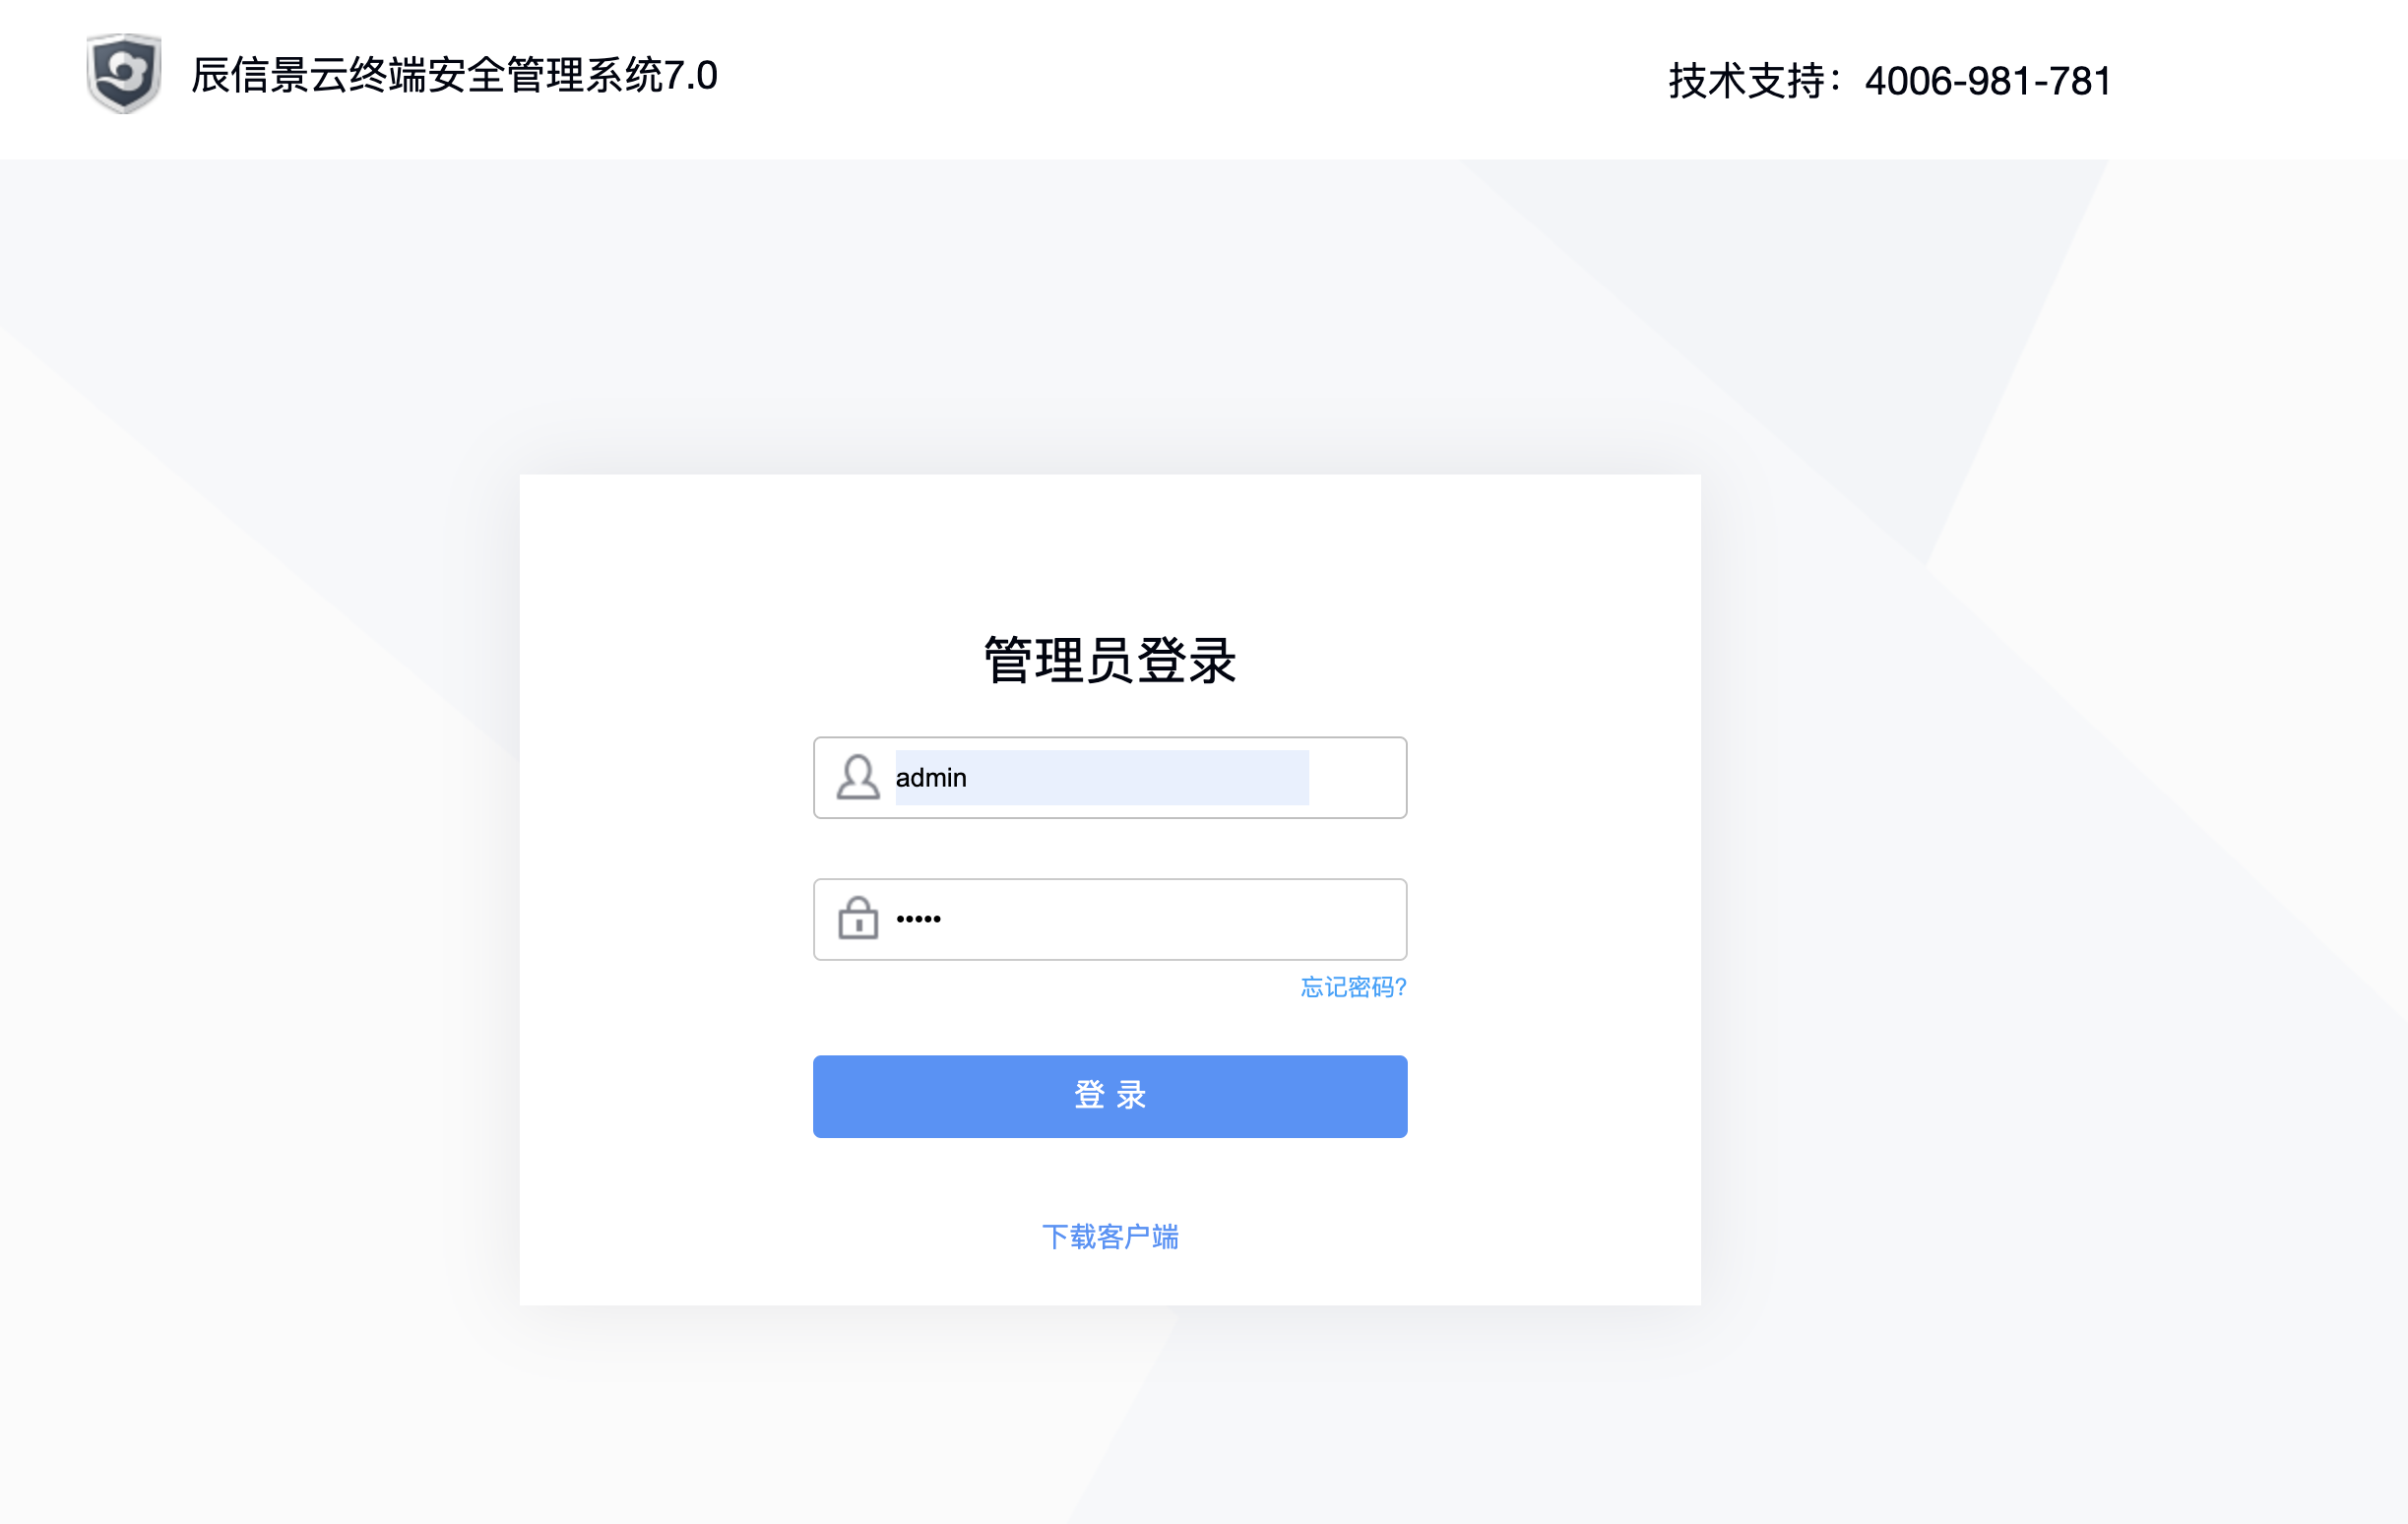 辰信景云终端安全管理系统7.0
技术支持：4006-981-781
管理员登录
admin
•••••
忘记密码?
登 录
下载客户端